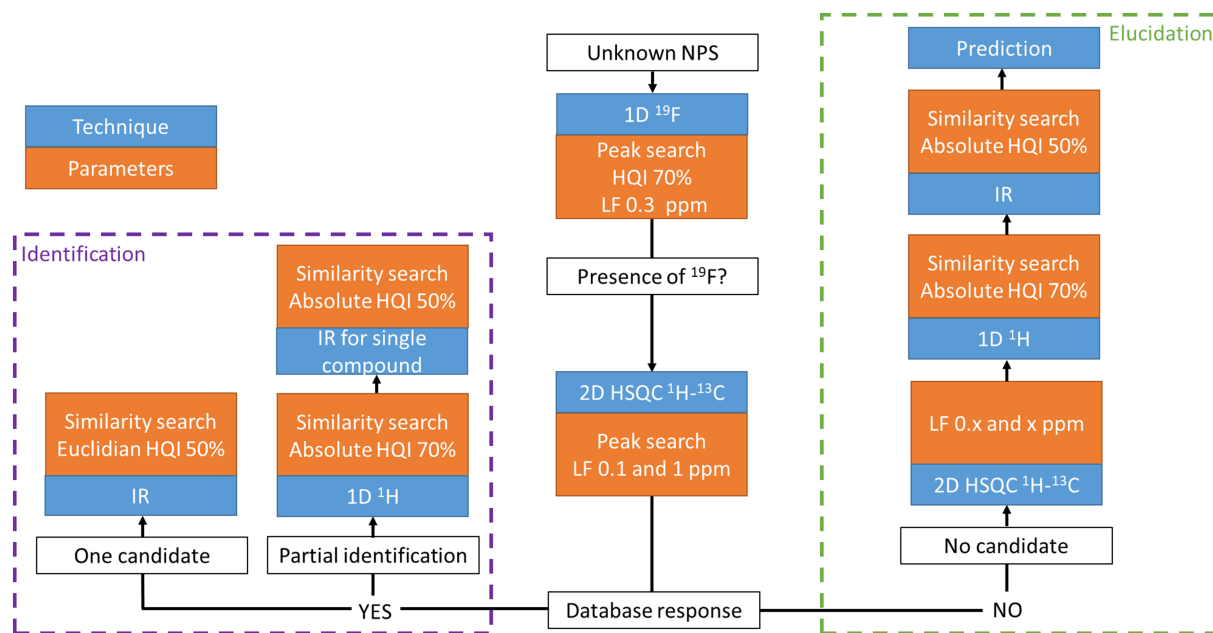 Elucidation
Unknown NPS
Prediction
1D ¹⁹F
Technique
Parameters
Peak search
HQI 70%
LF 0.3 ppm
Similarity search
Absolute HQI 50%
IR
Identification
Similarity search
Absolute HQI 50%
IR for single
compound
Presence of ¹⁹F?
Similarity search
Absolute HQI 70%
1D ¹H
2D HSQC ¹H-¹³C
Peak search
LF 0.1 and 1 ppm
Similarity search
Euclidian HQI 50%
IR
Similarity search
Absolute HQI 70%
1D ¹H
LF 0.x and x ppm
2D HSQC ¹H-¹³C
One candidate
Partial identification
No candidate
YES
Database response
NO